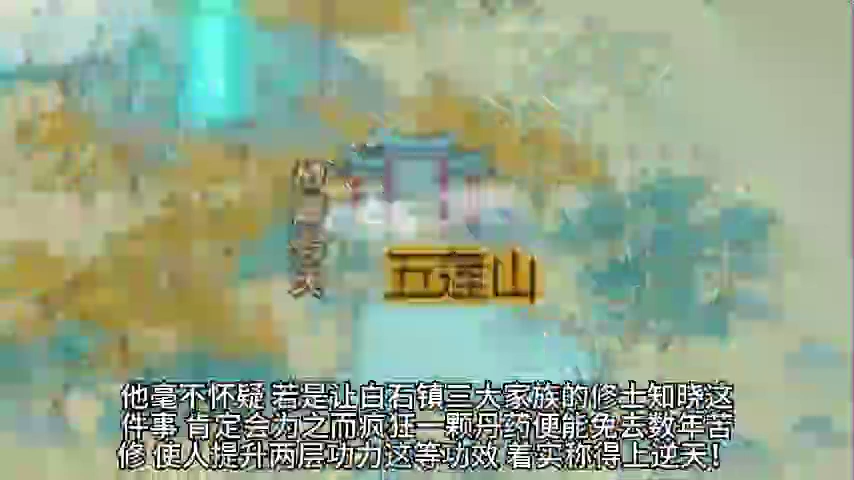 五莲山
他毫不怀疑 若是让白石镇三大家族的修士知晓这
件事 肯定会为之而疯狂一颗丹药便能免去数年苦
修 使人提升两层功力这等功效 着实称得上逆天!